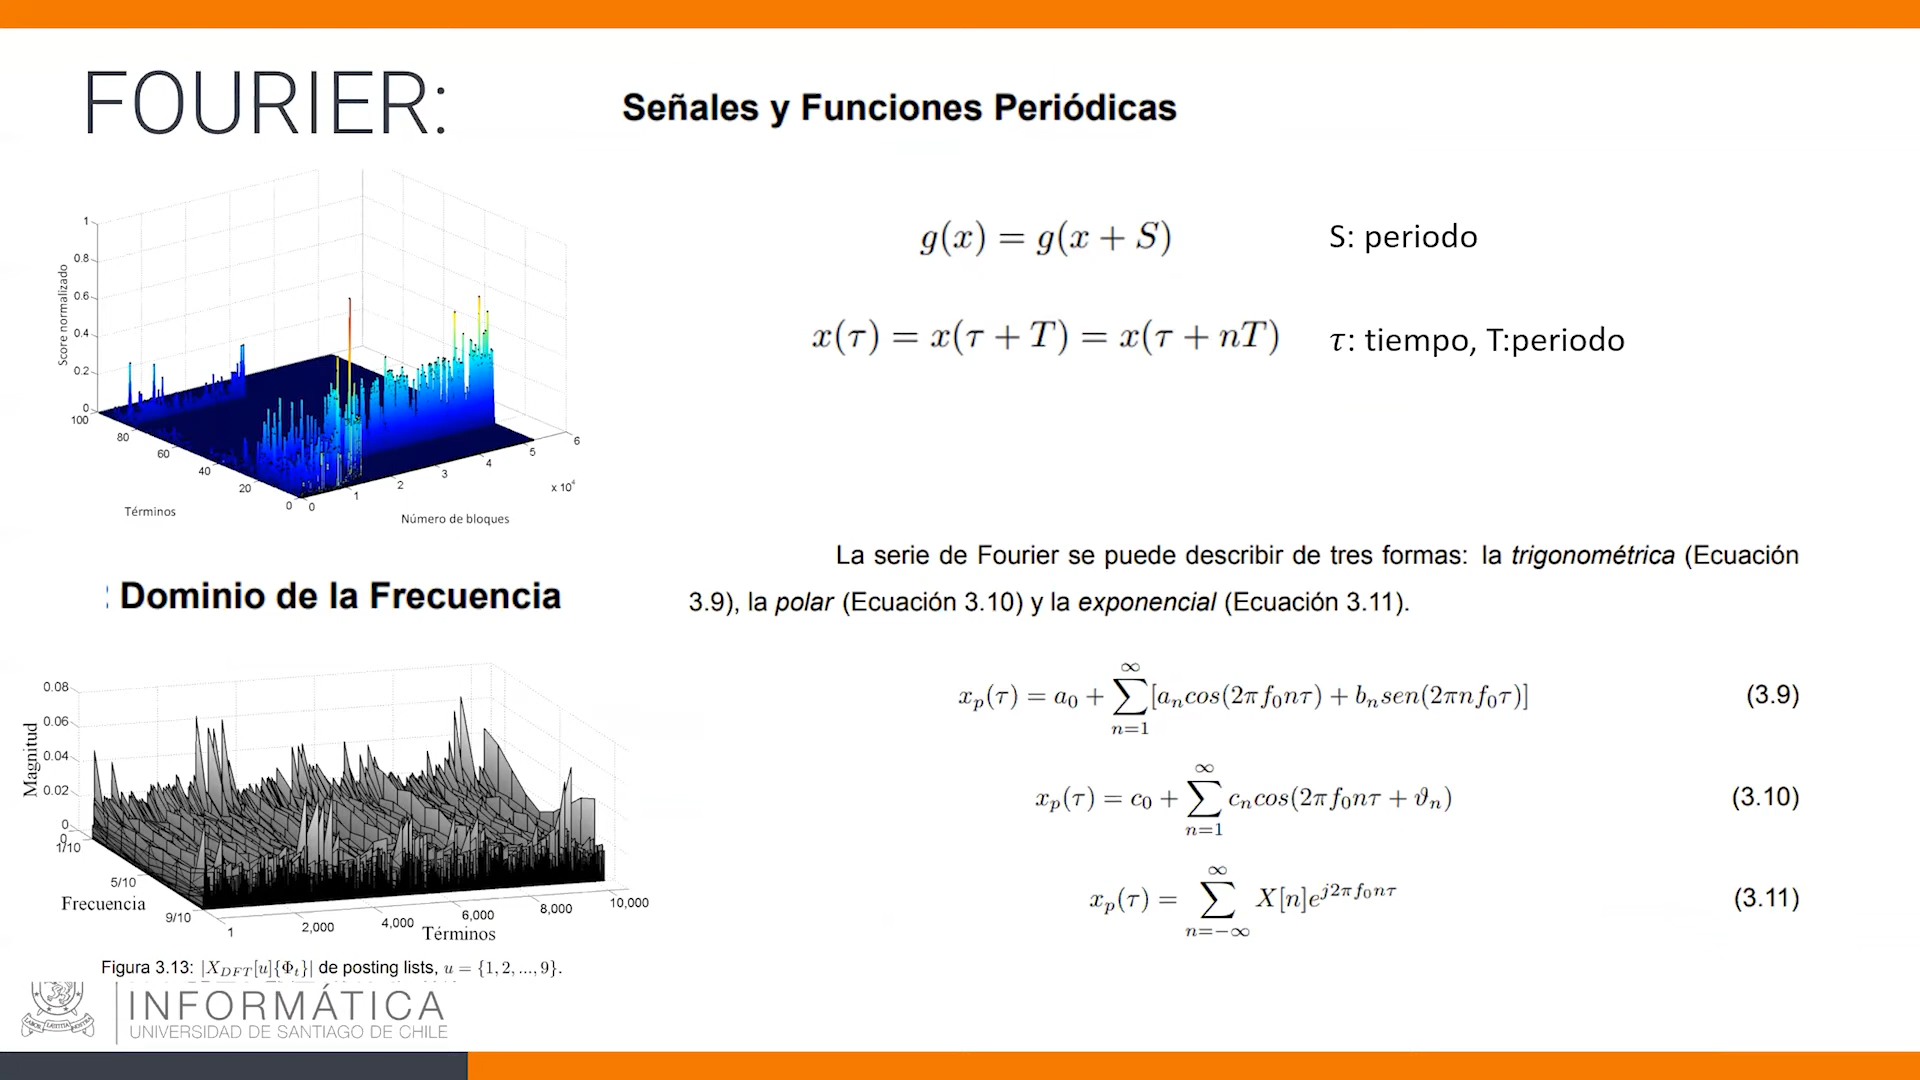 FOURIER:
Señales y Funciones Periódicas
g(x) = g(x + S)
S: periodo
x(τ) = x(τ + T) = x(τ + nT)
τ: tiempo, T:periodo
Score normalizado
1
0.8
0.6
0.4
0.2
0
100
80
60
40
20
0
0
1
2
3
4
5
6
x 10⁴
Términos
Número de bloques
Dominio de la Frecuencia
La serie de Fourier se puede describir de tres formas: la trigonométrica (Ecuación
3.9), la polar (Ecuación 3.10) y la exponencial (Ecuación 3.11).
x_p(τ) = a_0 + ∑_{n=1}^{∞} [a_n cos(2πf_0nτ) + b_n sen(2πnf_0τ)] (3.9)
x_p(τ) = c_0 + ∑_{n=1}^{∞} c_n cos(2πf_0nτ + ϑ_n) (3.10)
x_p(τ) = ∑_{n=-∞}^{∞} X[n]e^{j2πf_0nτ} (3.11)
Magnitud
0.08
0.06
0.04
0.02
0
0
1/10
5/10
9/10
Frecuencia
1
2,000
4,000
6,000
8,000
10,000
Términos
Figura 3.13: |X_{DFT}[u]{Φ_t}| de posting lists, u = {1, 2, ..., 9}.
LABOR LÆTITIA NOSTRA
INFORMÁTICA
UNIVERSIDAD DE SANTIAGO DE CHILE